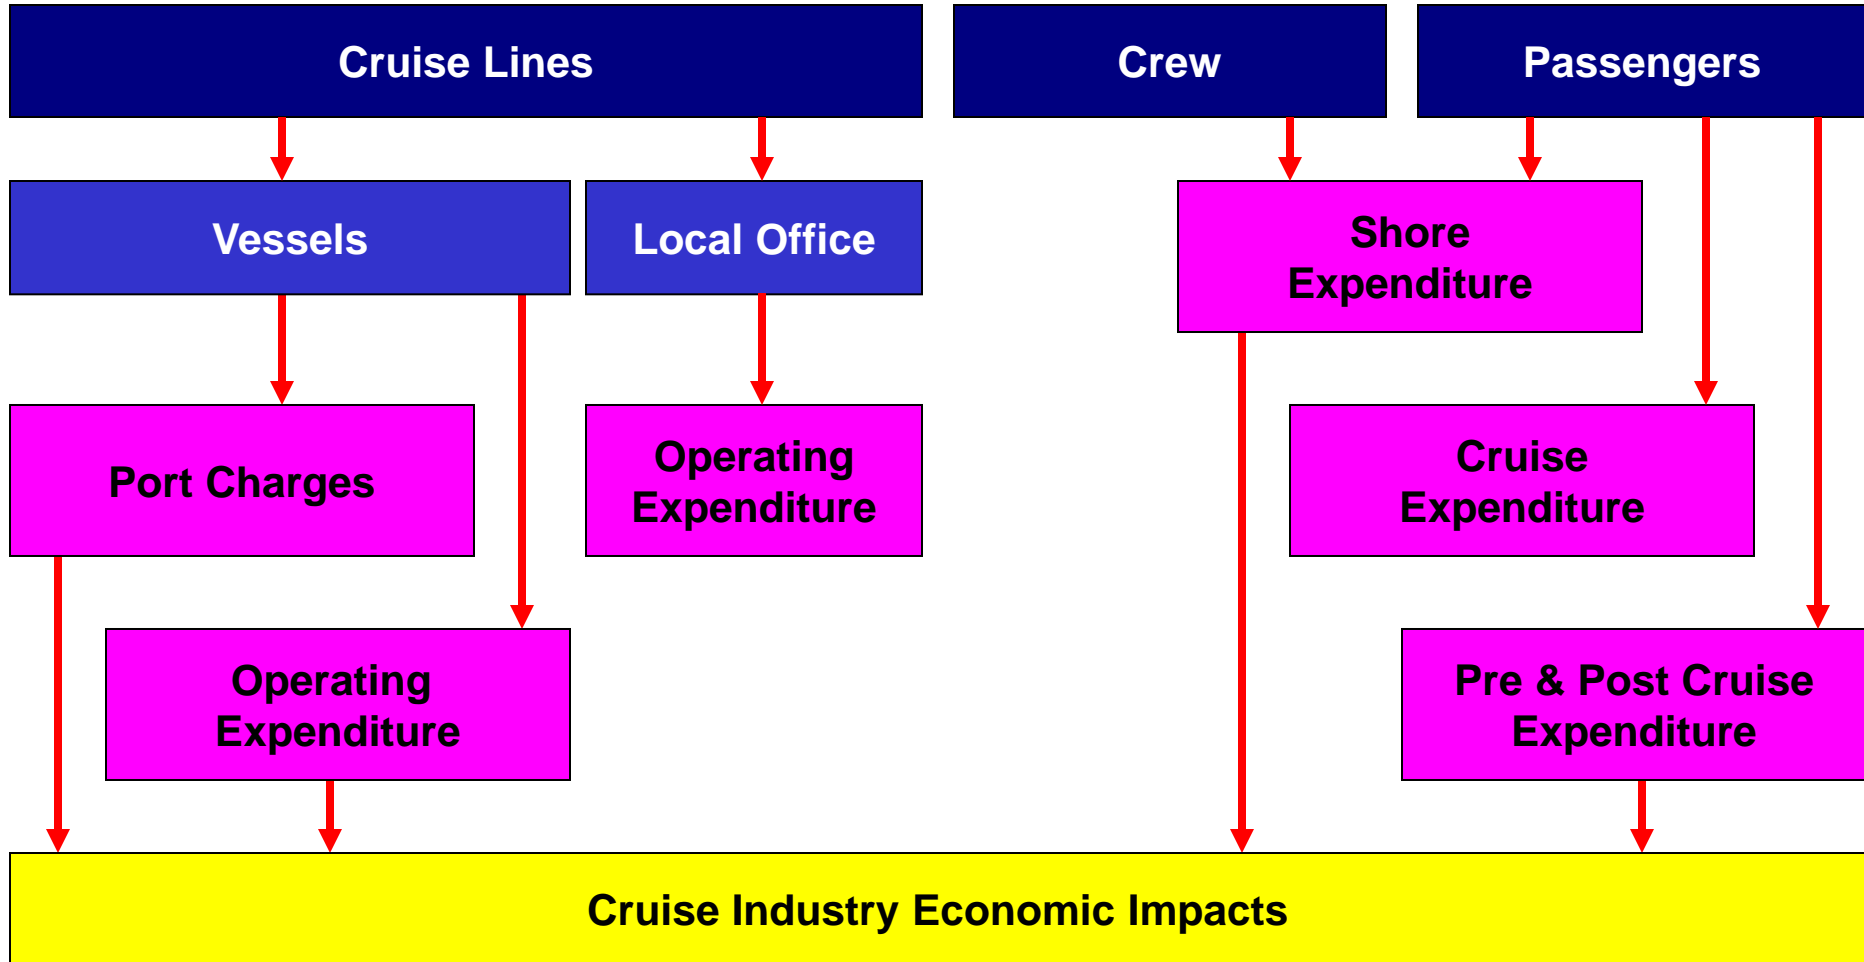 Cruise Lines
Crew
Passengers
Vessels
Local Office
Shore
Expenditure
Port Charges
Operating
Expenditure
Cruise
Expenditure
Operating
Expenditure
Pre & Post Cruise
Expenditure
Cruise Industry Economic Impacts